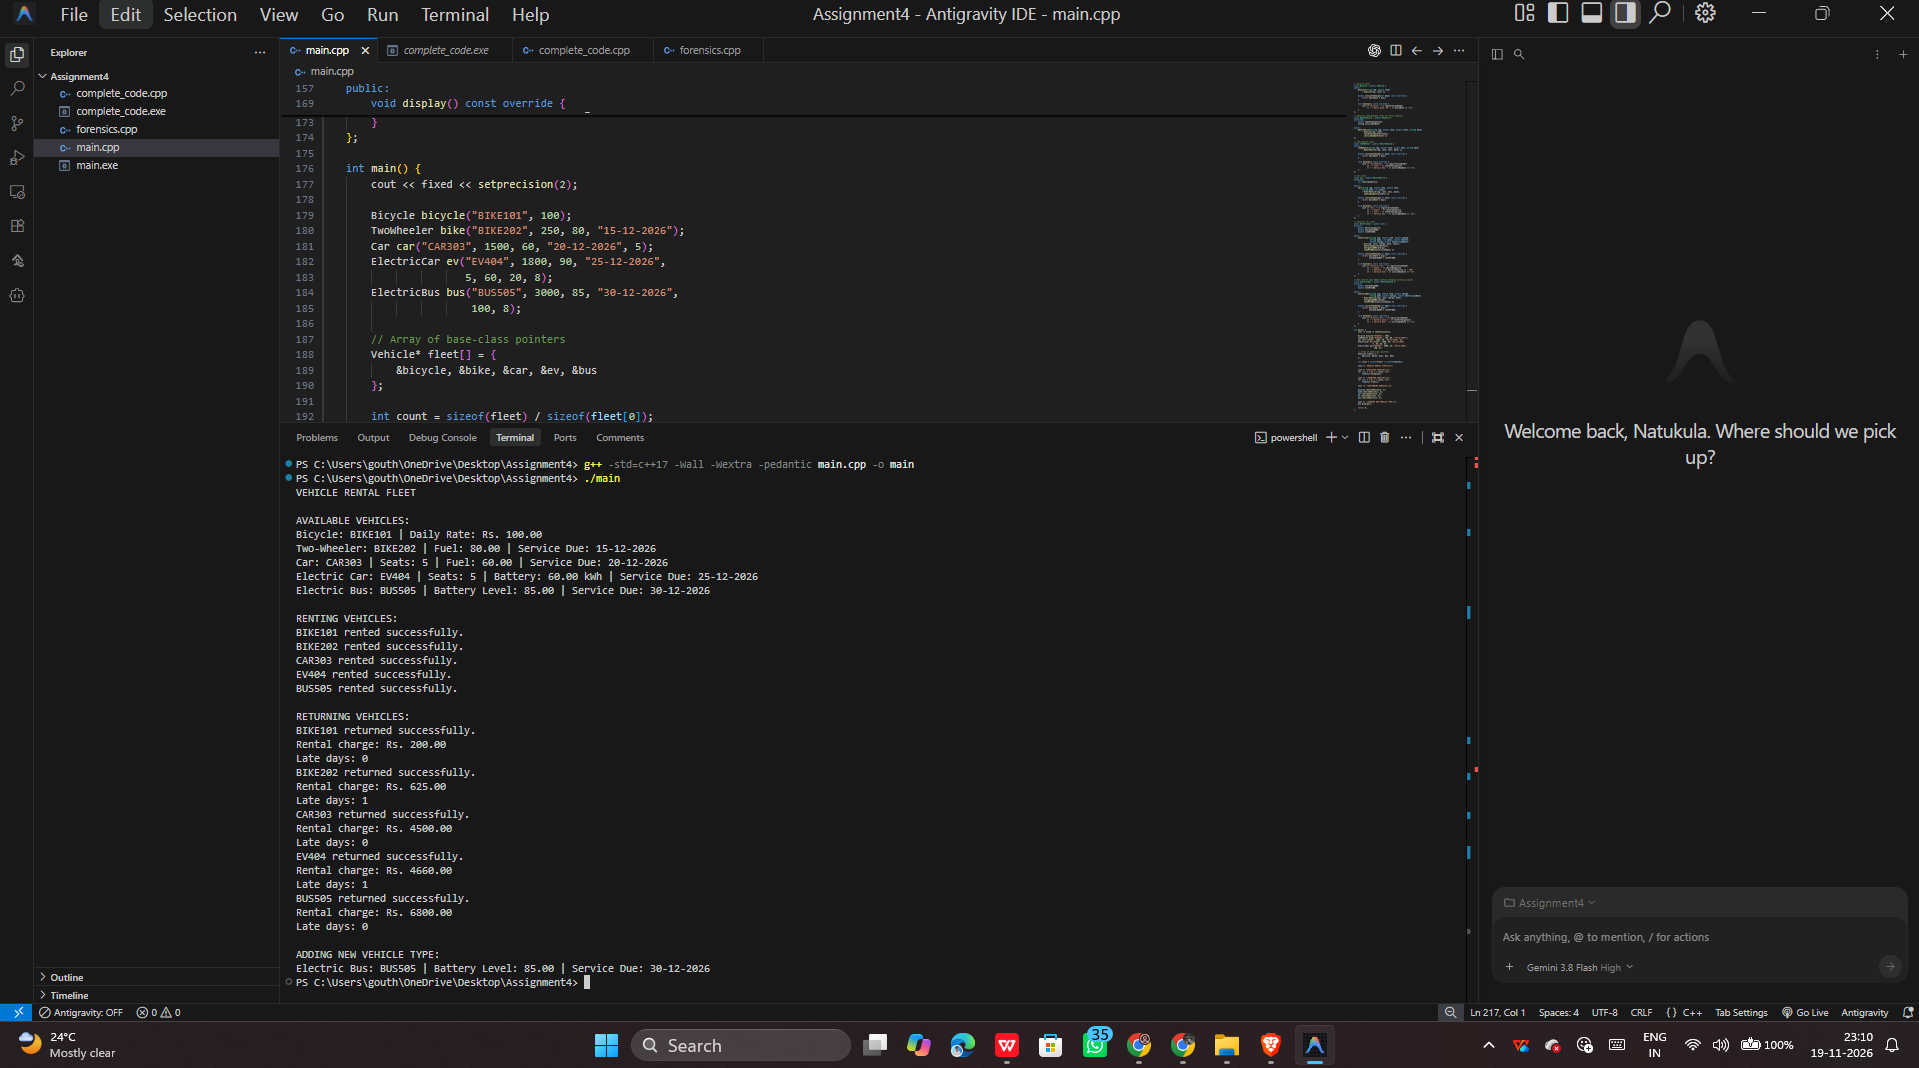 File Edit Selection View Go Run Terminal Help
Assignment4 - Antigravity IDE - main.cpp
Explorer
Assignment4
complete_code.cpp
complete_code.exe
forensics.cpp
main.cpp
main.exe
Outline
Timeline
main.cpp complete_code.exe complete_code.cpp forensics.cpp
main.cpp
157 public:
169 void display() const override {
173 }
174 };
175
176 int main() {
177 cout << fixed << setprecision(2);
178
179 Bicycle bicycle("BIKE101", 100);
180 TwoWheeler bike("BIKE202", 250, 80, "15-12-2026");
181 Car car("CAR303", 1500, 60, "20-12-2026", 5);
182 ElectricCar ev("EV404", 1800, 90, "25-12-2026",
183 5, 60, 20, 8);
184 ElectricBus bus("BUS505", 3000, 85, "30-12-2026",
185 100, 8);
186
187 // Array of base-class pointers
188 Vehicle* fleet[] = {
189 &bicycle, &bike, &car, &ev, &bus
190 };
191
192 int count = sizeof(fleet) / sizeof(fleet[0]);
Problems Output Debug Console Terminal Ports Comments
powershell
PS C:\Users\gouth\OneDrive\Desktop\Assignment4> g++ -std=c++17 -Wall -Wextra -pedantic main.cpp -o main
PS C:\Users\gouth\OneDrive\Desktop\Assignment4> ./main
VEHICLE RENTAL FLEET
AVAILABLE VEHICLES:
Bicycle: BIKE101 | Daily Rate: Rs. 100.00
Two-Wheeler: BIKE202 | Fuel: 80.00 | Service Due: 15-12-2026
Car: CAR303 | Seats: 5 | Fuel: 60.00 | Service Due: 20-12-2026
Electric Car: EV404 | Seats: 5 | Battery: 60.00 kWh | Service Due: 25-12-2026
Electric Bus: BUS505 | Battery Level: 85.00 | Service Due: 30-12-2026
RENTING VEHICLES:
BIKE101 rented successfully.
BIKE202 rented successfully.
CAR303 rented successfully.
EV404 rented successfully.
BUS505 rented successfully.
RETURNING VEHICLES:
BIKE101 returned successfully.
Rental charge: Rs. 200.00
Late days: 0
BIKE202 returned successfully.
Rental charge: Rs. 625.00
Late days: 1
CAR303 returned successfully.
Rental charge: Rs. 4500.00
Late days: 0
EV404 returned successfully.
Rental charge: Rs. 4660.00
Late days: 1
BUS505 returned successfully.
Rental charge: Rs. 6800.00
Late days: 0
ADDING NEW VEHICLE TYPE:
Electric Bus: BUS505 | Battery Level: 85.00 | Service Due: 30-12-2026
PS C:\Users\gouth\OneDrive\Desktop\Assignment4>
Welcome back, Natukula. Where should we pick
up?
Assignment4
Ask anything, @ to mention, / for actions
Gemini 3.8 Flash High
Antigravity: OFF 0 0
Ln 217, Col 1 Spaces: 4 UTF-8 CRLF {} C++ Tab Settings Go Live Antigravity
24°C
Mostly clear
Search
35
ENG
IN
100%
23:10
19-11-2026